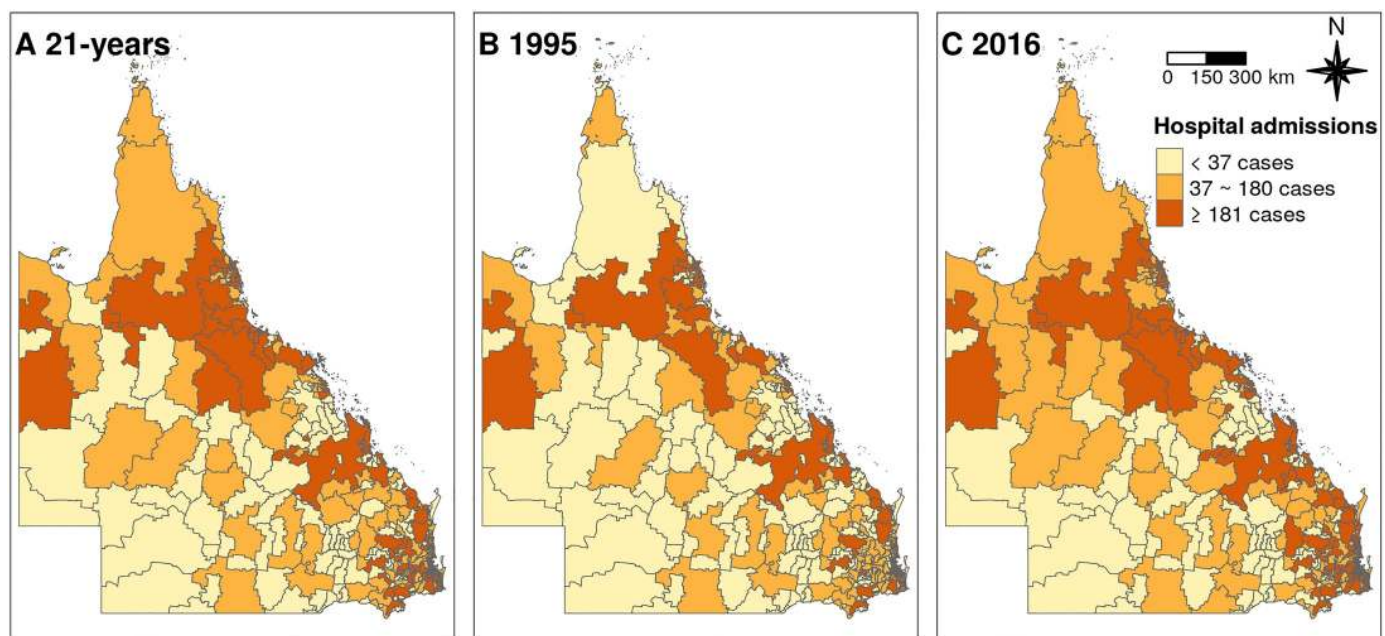 A 21-years
B 1995
C 2016
N
0 150 300 km
Hospital admissions
< 37 cases
37 ~ 180 cases
≥ 181 cases